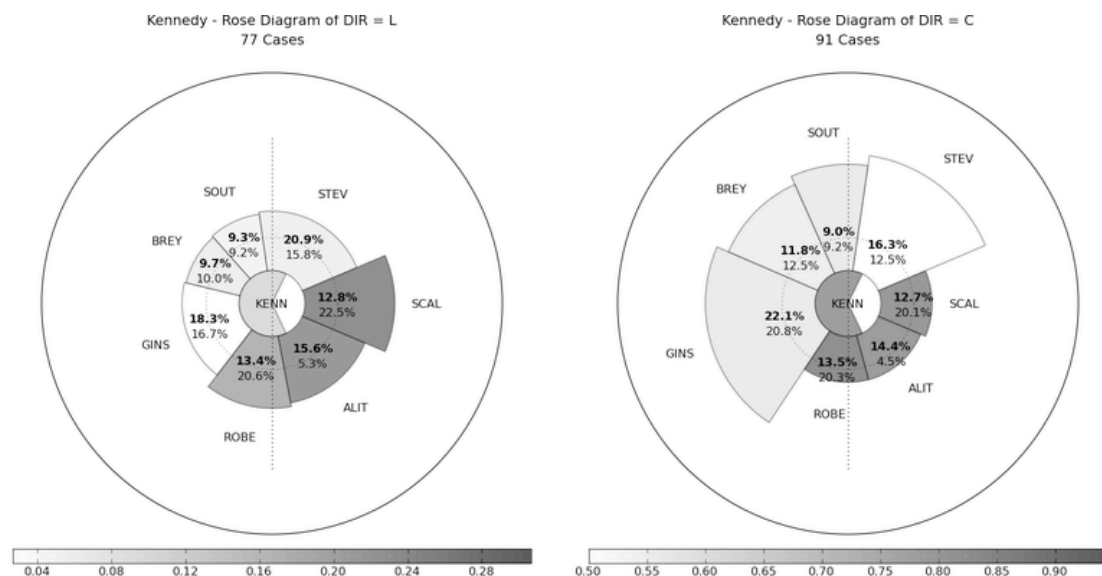 Kennedy - Rose Diagram of DIR = L
77 Cases
SOUT
STEV
BREY
9.3%
9.2%
20.9%
15.8%
9.7%
10.0%
KENN
12.8%
22.5%
SCAL
18.3%
16.7%
GINS
13.4%
20.6%
15.6%
5.3%
ALIT
ROBE
0.04 0.08 0.12 0.16 0.20 0.24 0.28
Kennedy - Rose Diagram of DIR = C
91 Cases
SOUT
STEV
BREY
9.0%
9.2%
16.3%
12.5%
11.8%
12.5%
KENN
12.7%
20.1%
SCAL
22.1%
20.8%
GINS
13.5%
20.3%
14.4%
4.5%
ALIT
ROBE
0.50 0.55 0.60 0.65 0.70 0.75 0.80 0.85 0.90